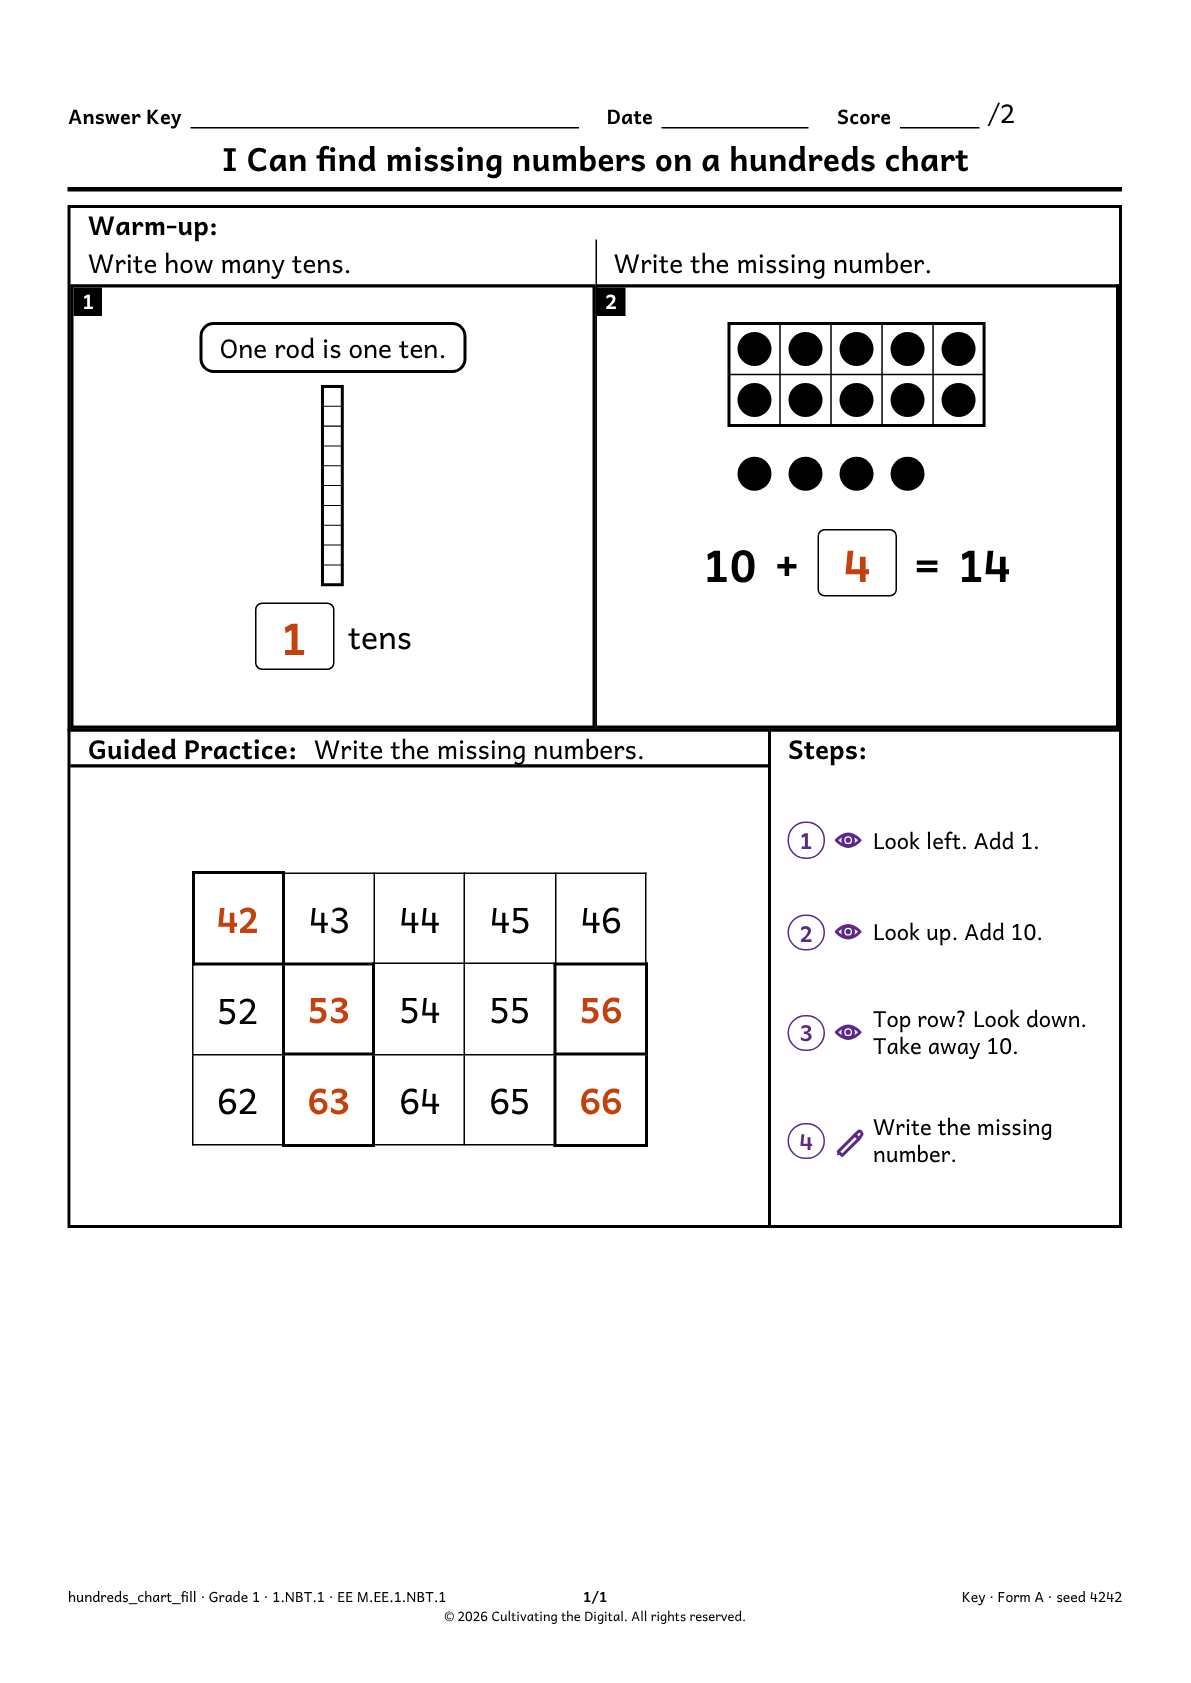 Answer Key Date Score /2
I Can find missing numbers on a hundreds chart
Warm-up:
Write how many tens.
Write the missing number.
1
One rod is one ten.
1 tens
2
10 + 4 = 14
Guided Practice: Write the missing numbers.
42 43 44 45 46
52 53 54 55 56
62 63 64 65 66
Steps:
1 Look left. Add 1.
2 Look up. Add 10.
3 Top row? Look down.
Take away 10.
4 Write the missing
number.
hundreds_chart_fill · Grade 1 · 1.NBT.1 · EE M.EE.1.NBT.1 1/1 Key · Form A · seed 4242
© 2026 Cultivating the Digital. All rights reserved.